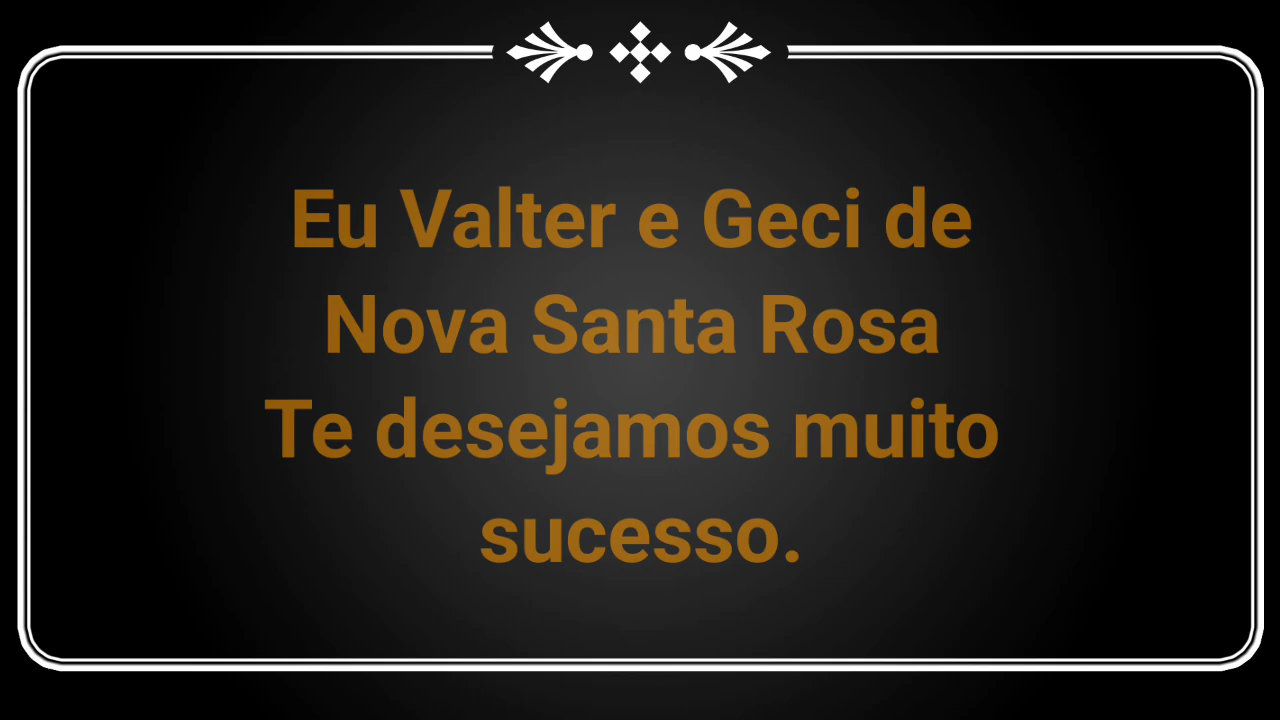 Eu Valter e Geci de
Nova Santa Rosa
Te desejamos muito
sucesso.